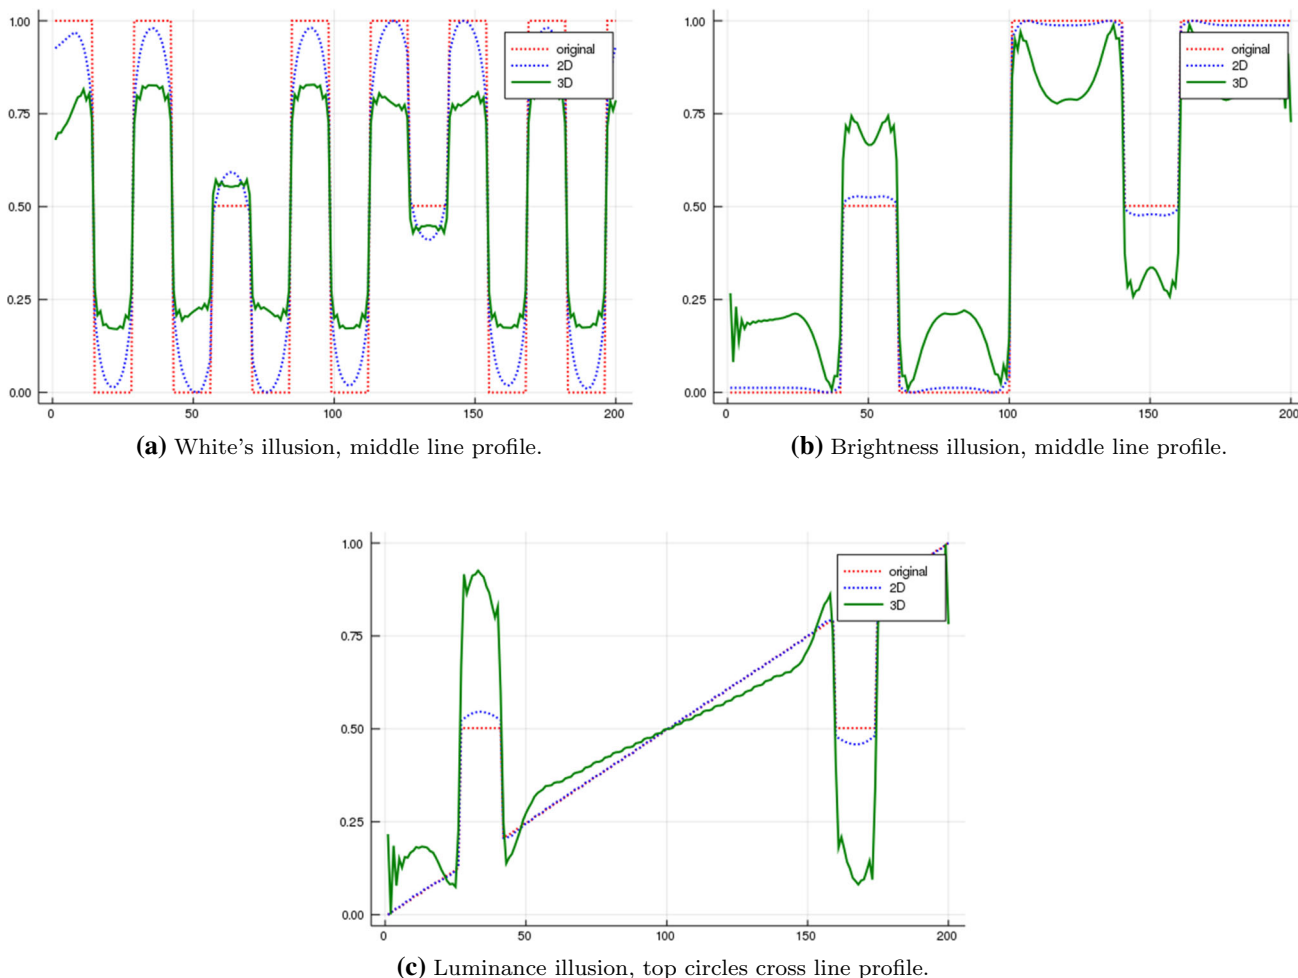 1.00
0.75
0.50
0.25
0.00
0
50
100
150
200
original
2D
3D
(a) White's illusion, middle line profile.
1.00
0.75
0.50
0.25
0.00
0
50
100
150
200
original
2D
3D
(b) Brightness illusion, middle line profile.
1.00
0.75
0.50
0.25
0.00
0
50
100
150
200
original
2D
3D
(c) Luminance illusion, top circles cross line profile.